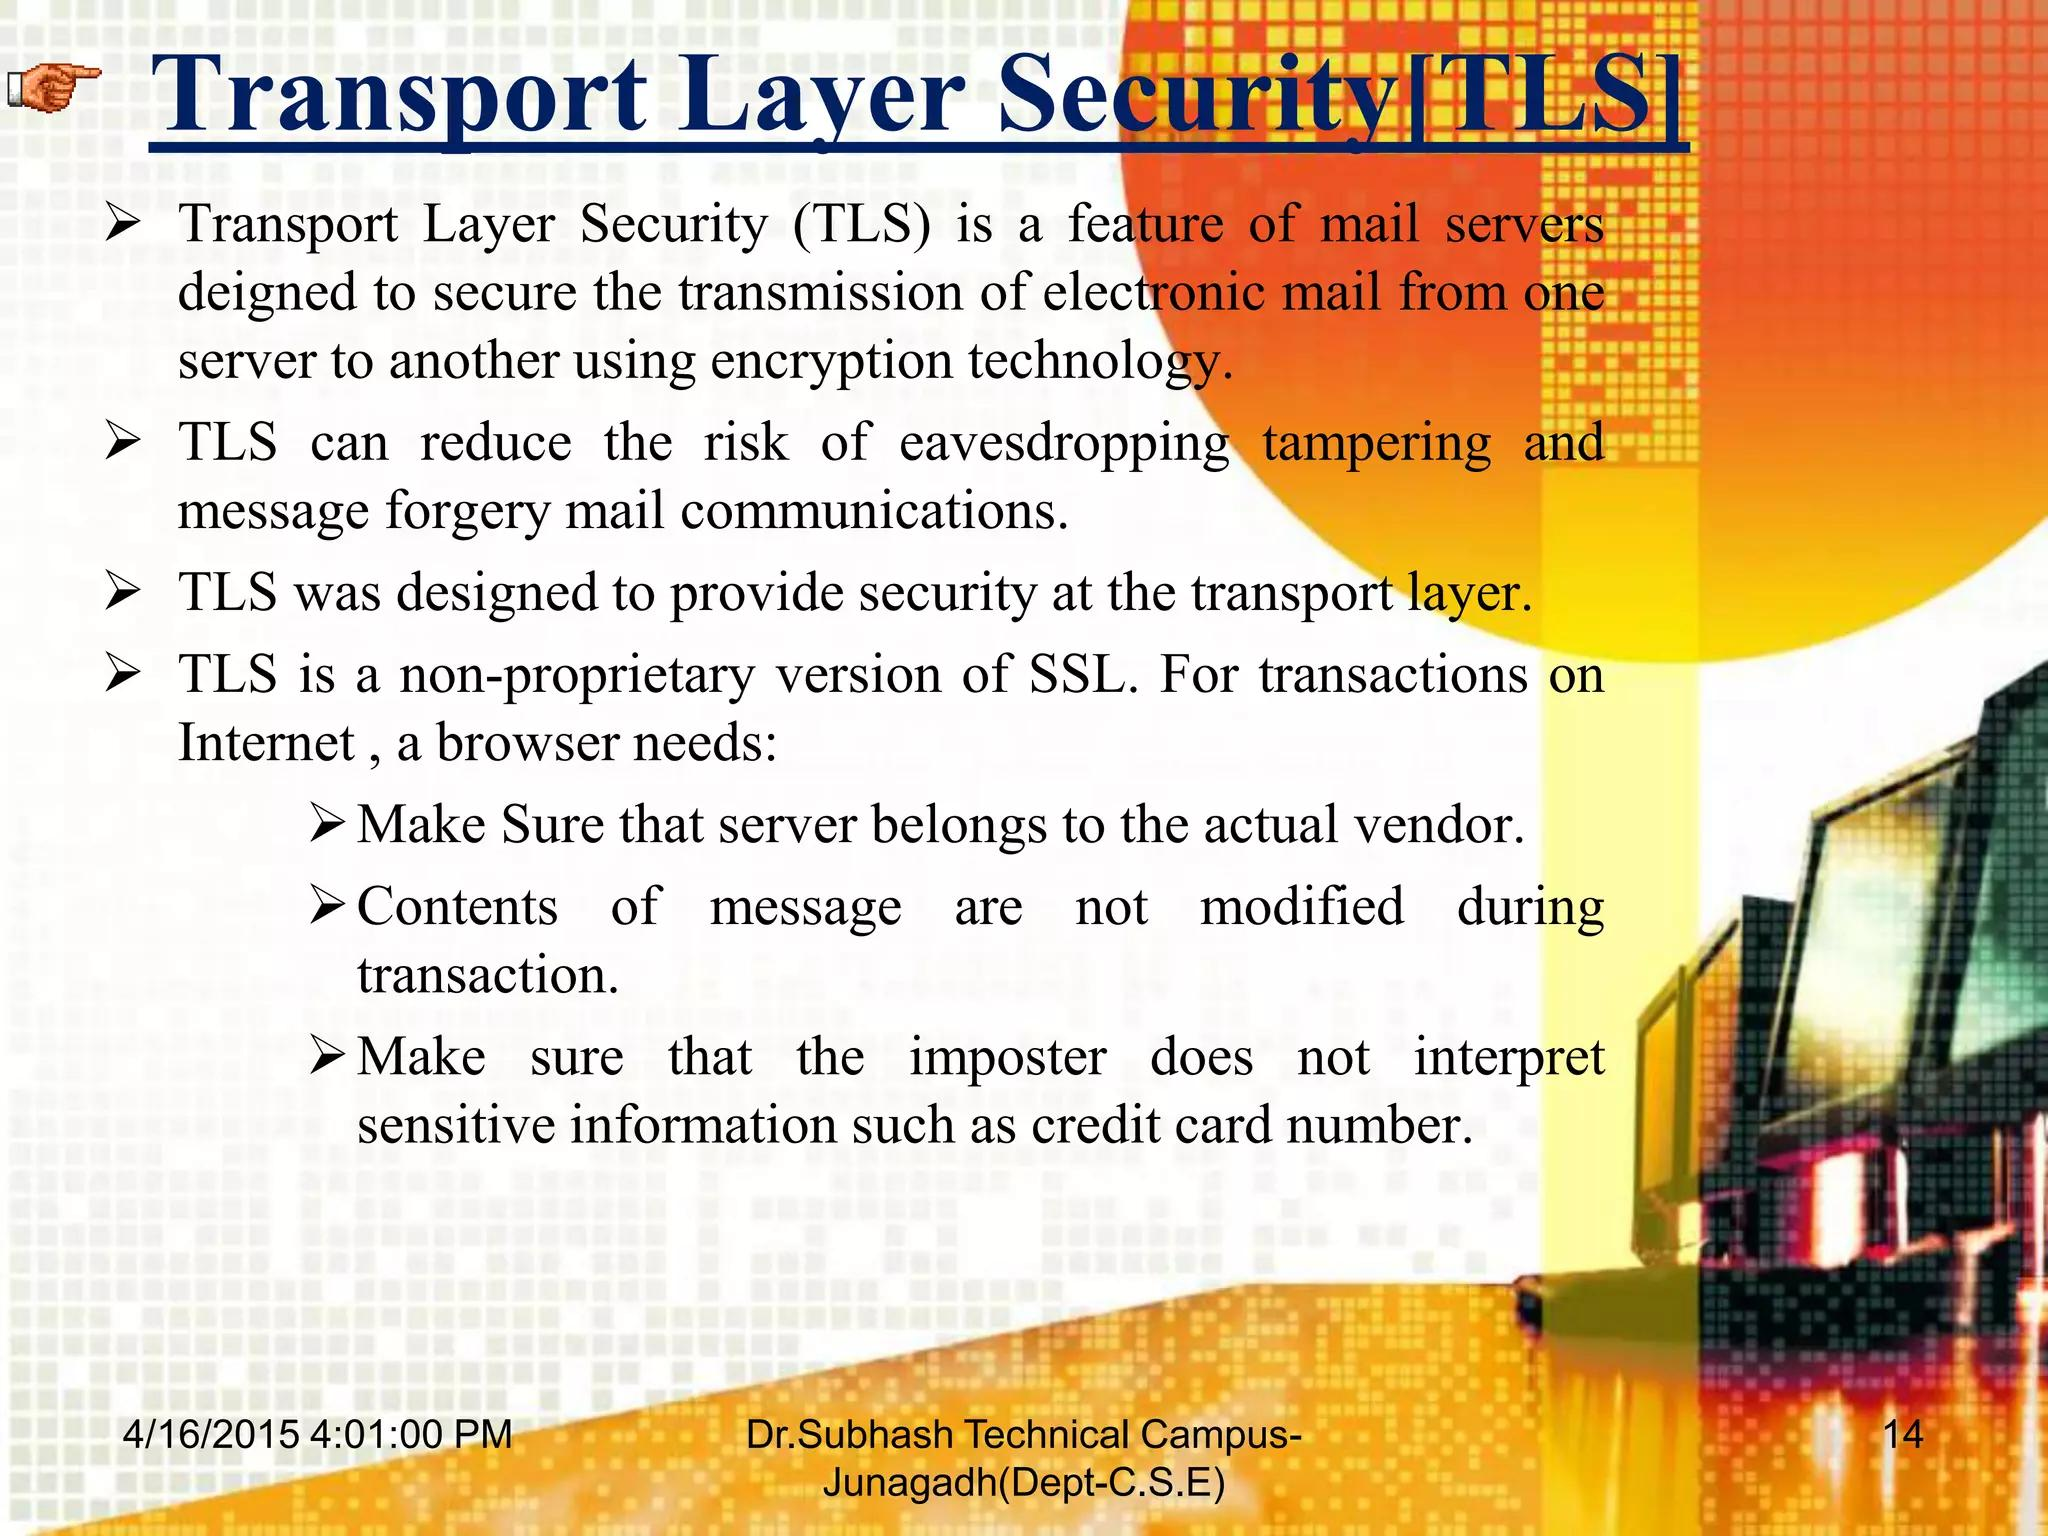 Transport Layer Security[TLS]
➢ Transport Layer Security (TLS) is a feature of mail servers
deigned to secure the transmission of electronic mail from one
server to another using encryption technology.
➢ TLS can reduce the risk of eavesdropping tampering and
message forgery mail communications.
➢ TLS was designed to provide security at the transport layer.
➢ TLS is a non-proprietary version of SSL. For transactions on
Internet , a browser needs:
➢ Make Sure that server belongs to the actual vendor.
➢ Contents of message are not modified during
transaction.
➢ Make sure that the imposter does not interpret
sensitive information such as credit card number.
4/16/2015 4:01:00 PM
Dr.Subhash Technical Campus-
Junagadh(Dept-C.S.E)
14